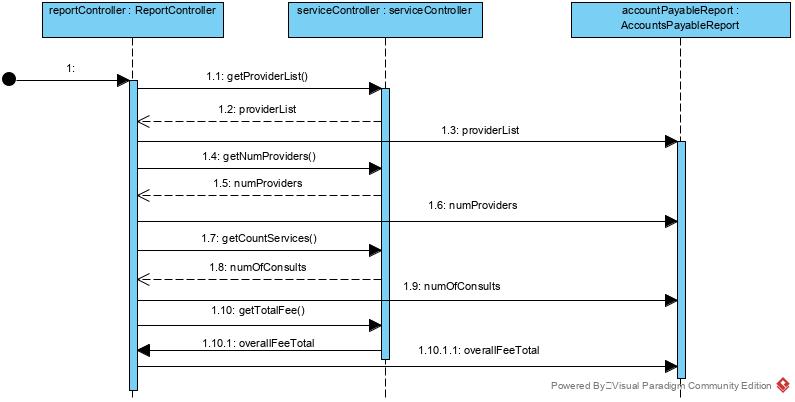 reportController : ReportController
serviceController : serviceController
accountPayableReport :
AccountsPayableReport
1:
1.1: getProviderList()
1.2: providerList
1.3: providerList
1.4: getNumProviders()
1.5: numProviders
1.6: numProviders
1.7: getCountServices()
1.8: numOfConsults
1.9: numOfConsults
1.10: getTotalFee()
1.10.1: overallFeeTotal
1.10.1.1: overallFeeTotal
Powered By Visual Paradigm Community Edition